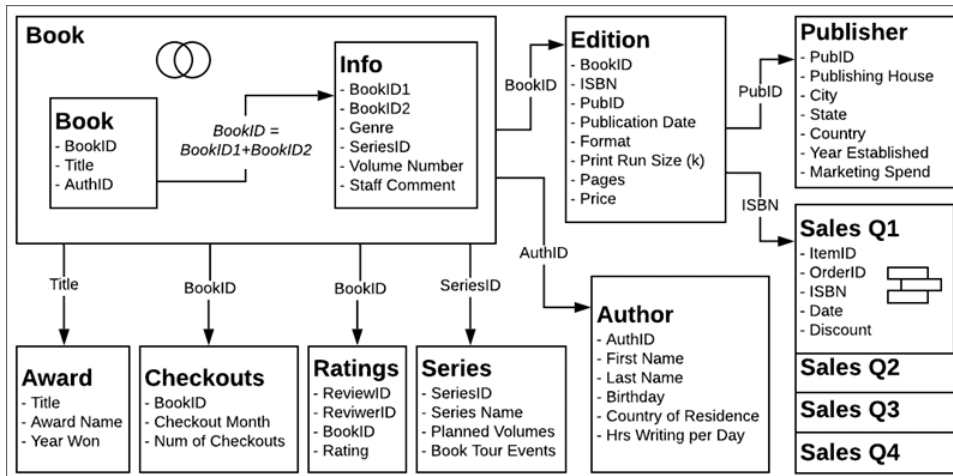 Book
Book
- BookID
- Title
- AuthID
BookID =
BookID1+BookID2
Info
- BookID1
- BookID2
- Genre
- SeriesID
- Volume Number
- Staff Comment
BookID
Edition
- BookID
- ISBN
- PubID
- Publication Date
- Format
- Print Run Size (k)
- Pages
- Price
PubID
Publisher
- PubID
- Publishing House
- City
- State
- Country
- Year Established
- Marketing Spend
ISBN
Sales Q1
- ItemID
- OrderID
- ISBN
- Date
- Discount
Sales Q2
Sales Q3
Sales Q4
Title
BookID
BookID
SeriesID
AuthID
Award
- Title
- Award Name
- Year Won
Checkouts
- BookID
- Checkout Month
- Num of Checkouts
Ratings
- ReviewID
- ReviwerID
- BookID
- Rating
Series
- SeriesID
- Series Name
- Planned Volumes
- Book Tour Events
Author
- AuthID
- First Name
- Last Name
- Birthday
- Country of Residence
- Hrs Writing per Day